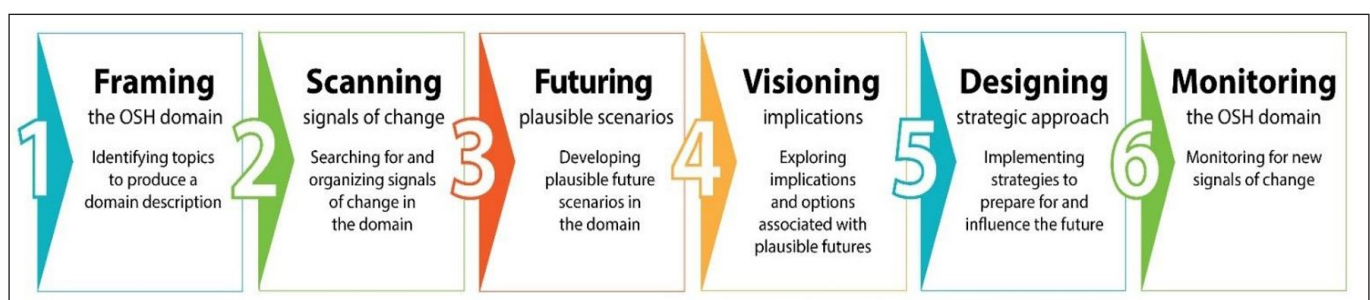 1
Framing
the OSH domain
Identifying topics
to produce a
domain description
2
Scanning
signals of change
Searching for and
organizing signals
of change in
the domain
3
Futuring
plausible scenarios
Developing
plausible future
scenarios in
the domain
4
Visioning
implications
Exploring
implications
and options
associated with
plausible futures
5
Designing
strategic approach
Implementing
strategies to
prepare for and
influence the future
6
Monitoring
the OSH domain
Monitoring for new
signals of change